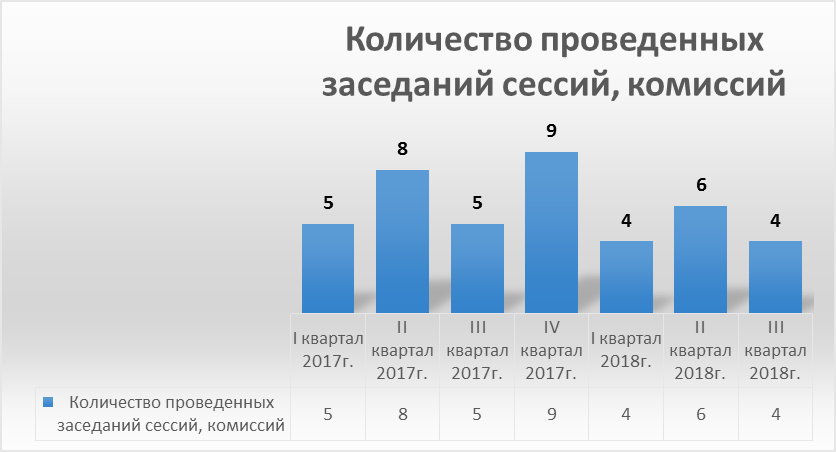 Количество проведенных
заседаний сессий, комиссий
5
8
5
9
4
6
4
I квартал
2017г.
II
квартал
2017г.
III
квартал
2017г.
IV
квартал
2017г.
I квартал
2018г.
II
квартал
2018г.
III
квартал
2018г.
Количество проведенных
заседаний сессий, комиссий
5
8
5
9
4
6
4